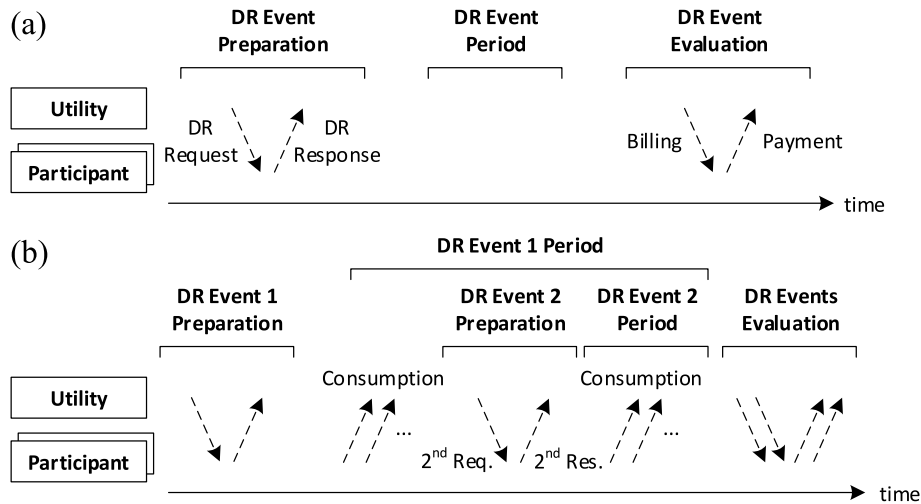 (a)
DR Event
Preparation
DR Event
Period
DR Event
Evaluation
Utility
Participant
DR
Request
DR
Response
Billing
Payment
time
(b)
DR Event 1 Period
DR Event 1
Preparation
DR Event 2
Preparation
DR Event 2
Period
DR Events
Evaluation
Utility
Participant
Consumption
...
2nd Req.
2nd Res.
Consumption
...
time